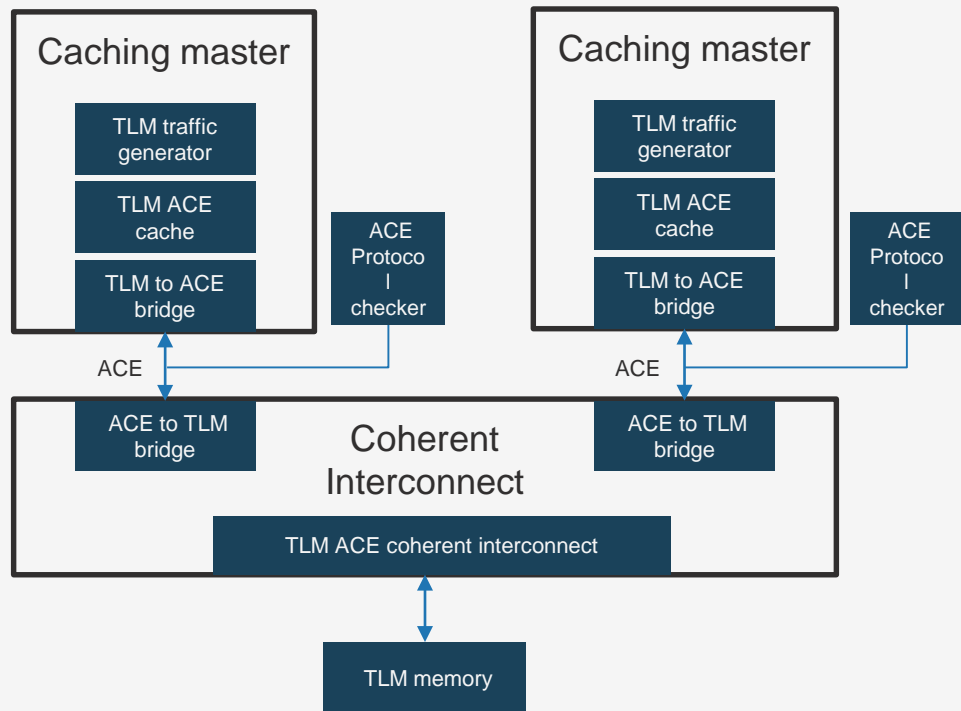 Caching master
TLM traffic
generator
TLM ACE
cache
TLM to ACE
bridge
ACE
Protoco
l
checker
ACE
Caching master
TLM traffic
generator
TLM ACE
cache
TLM to ACE
bridge
ACE
Protoco
l
checker
ACE
ACE to TLM
bridge
Coherent
Interconnect
ACE to TLM
bridge
TLM ACE coherent interconnect
TLM memory